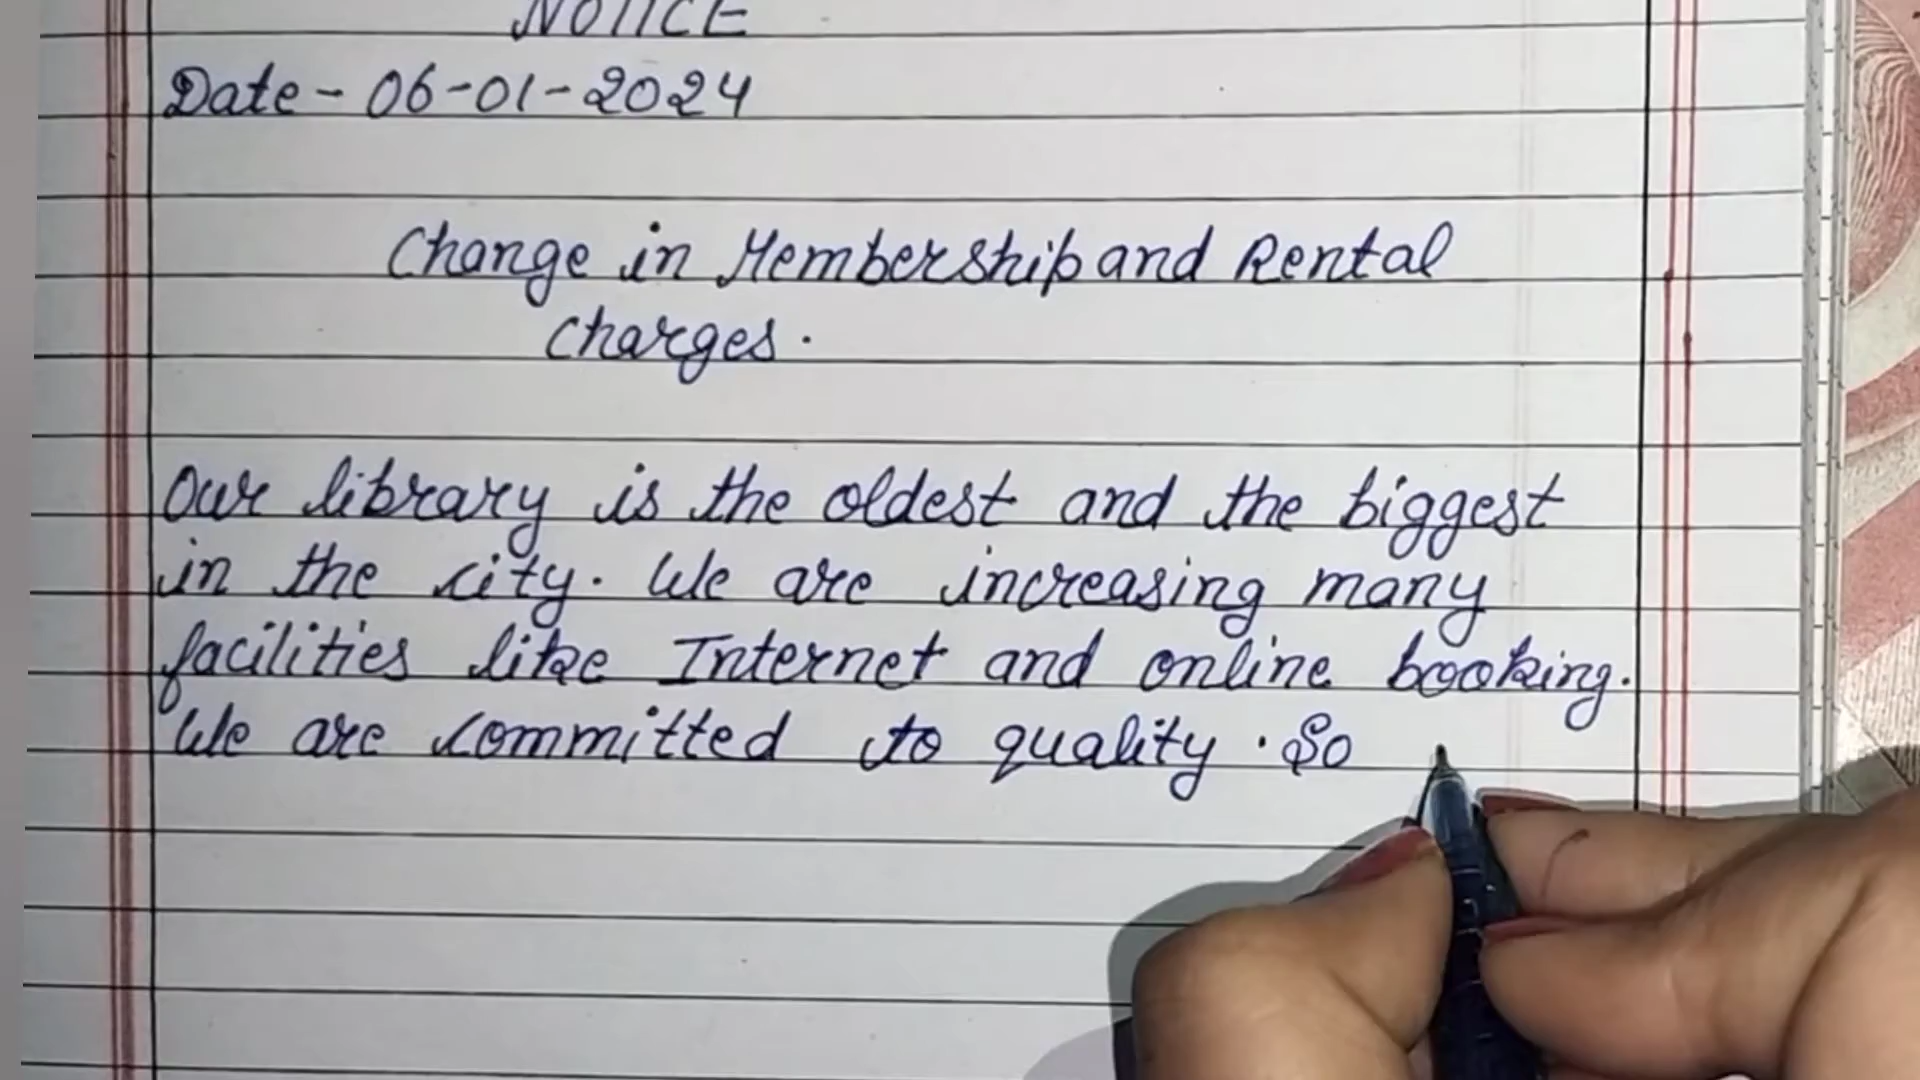 NOTICE
Date - 06-01-2024
Change in Membership and Rental
Charges.
Our library is the oldest and the biggest
in the city. We are increasing many
facilities like Internet and online booking.
We are committed to quality. So